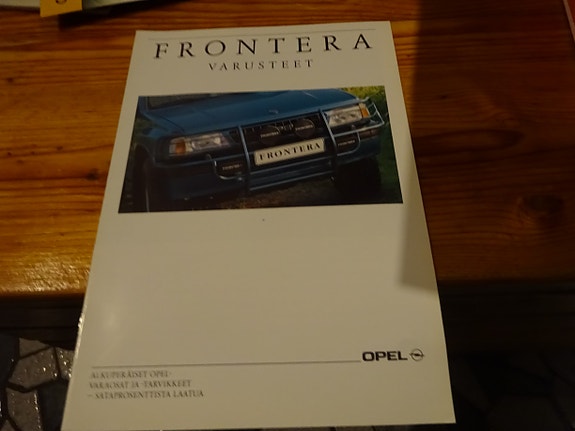 FRONTERA
VARUSTEET
FRONTERA
OPEL
ALKUPERÄISET OPEL-
VARAOSAT JA -TARVIKKEET
– SATAPROSENTTISTA LAATUA